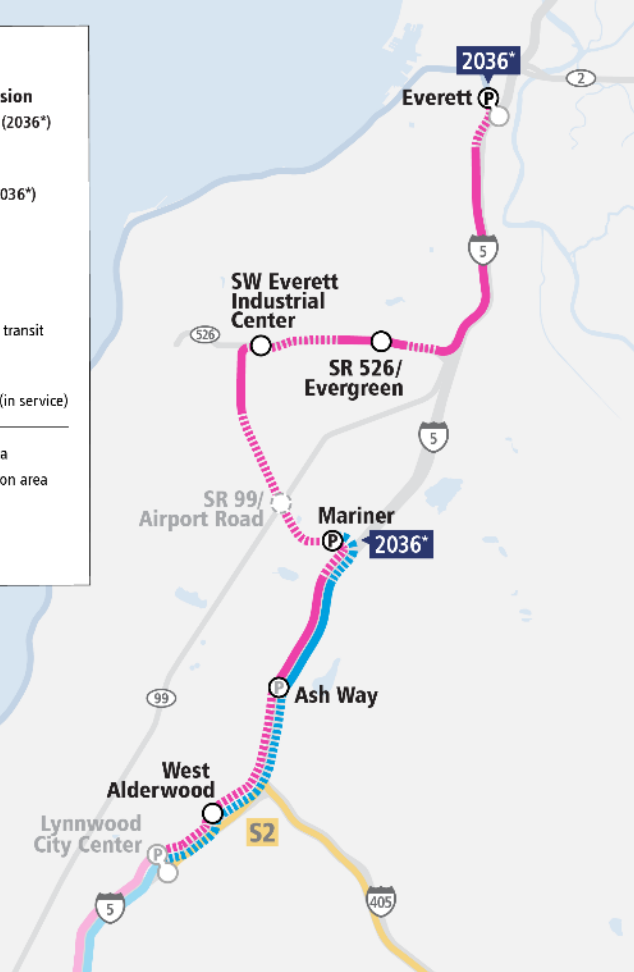 sion
(2036*)
036*)
transit
(in service)
a
on area
2036*
2
Everett P
5
SW Everett
Industrial
Center
526
SR 526/
Evergreen
5
SR 99/
Airport Road
Mariner
P
2036*
P
Ash Way
99
West
Alderwood
Lynnwood
City Center
P
S2
5
405